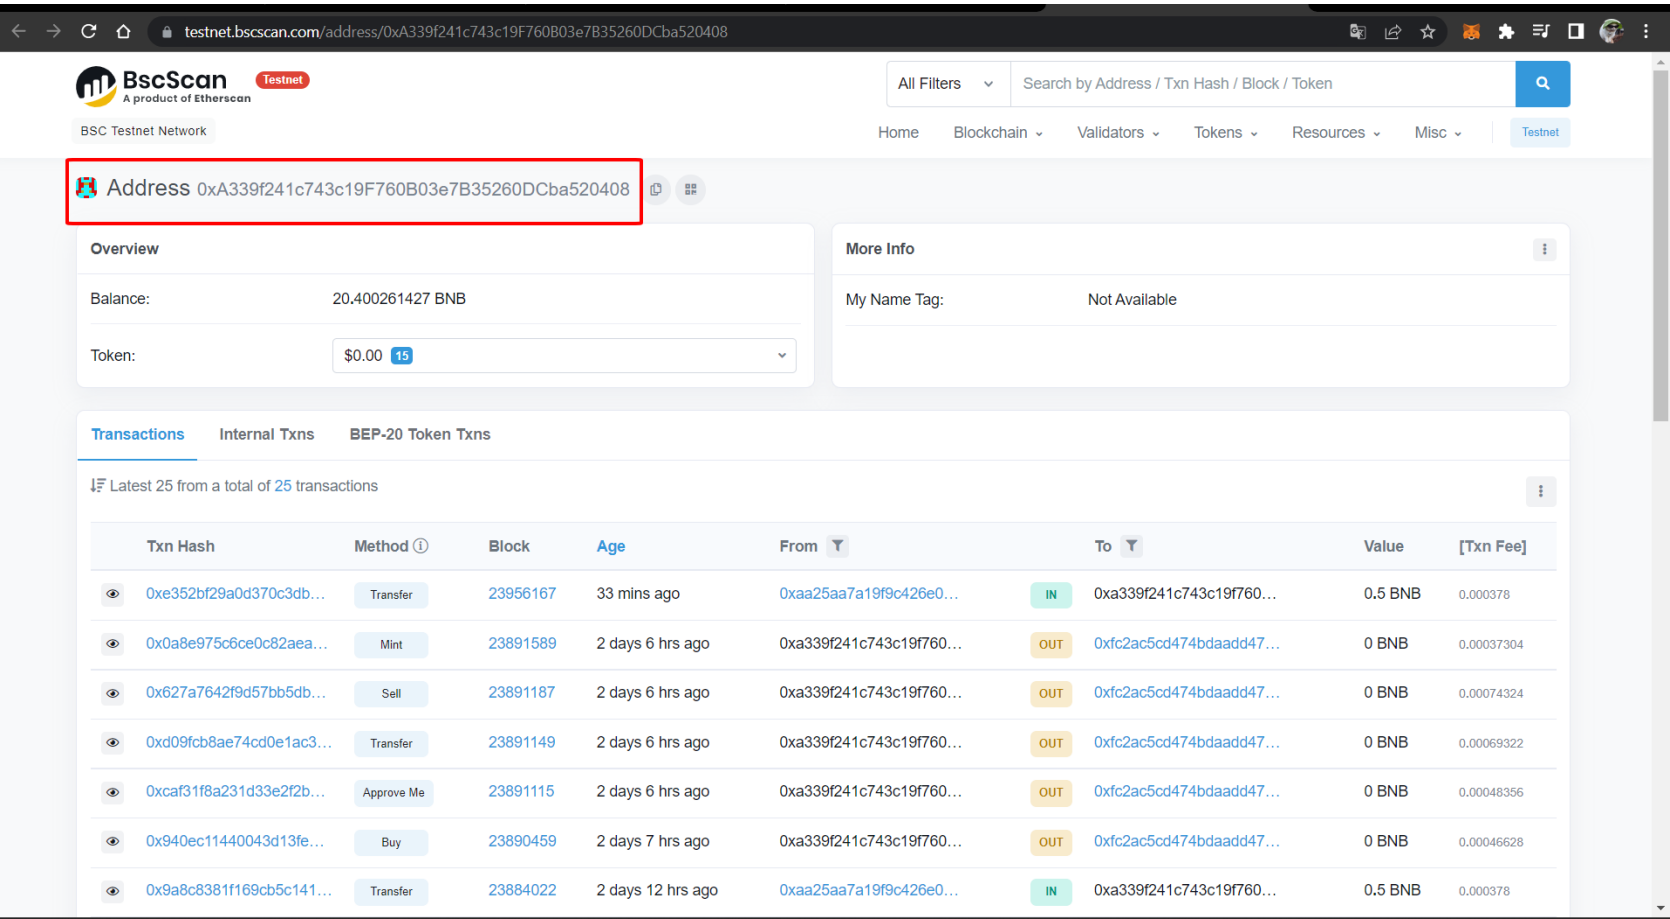 testnet.bscscan.com/address/0xA339f241c743c19F760B03e7B35260DCba520408
BscScan Testnet
A product of Etherscan
All Filters Search by Address / Txn Hash / Block / Token
BSC Testnet Network
Home Blockchain Validators Tokens Resources Misc Testnet
Address 0xA339f241c743c19F760B03e7B35260DCba520408
Overview
Balance: 20.400261427 BNB
Token: $0.00 15
More Info
My Name Tag: Not Available
Transactions Internal Txns BEP-20 Token Txns
Latest 25 from a total of 25 transactions
Txn Hash Method Block Age From To Value [Txn Fee]
0xe352bf29a0d370c3db... Transfer 23956167 33 mins ago 0xaa25aa7a19f9c426e0... IN 0xa339f241c743c19f760... 0.5 BNB 0.000378
0x0a8e975c6ce0c82aea... Mint 23891589 2 days 6 hrs ago 0xa339f241c743c19f760... OUT 0xfc2ac5cd474bdaadd47... 0 BNB 0.00037304
0x627a7642f9d57bb5db... Sell 23891187 2 days 6 hrs ago 0xa339f241c743c19f760... OUT 0xfc2ac5cd474bdaadd47... 0 BNB 0.00074324
0xd09fcb8ae74cd0e1ac3... Transfer 23891149 2 days 6 hrs ago 0xa339f241c743c19f760... OUT 0xfc2ac5cd474bdaadd47... 0 BNB 0.00069322
0xcaf31f8a231d33e2f2b... Approve Me 23891115 2 days 6 hrs ago 0xa339f241c743c19f760... OUT 0xfc2ac5cd474bdaadd47... 0 BNB 0.00048356
0x940ec11440043d13fe... Buy 23890459 2 days 7 hrs ago 0xa339f241c743c19f760... OUT 0xfc2ac5cd474bdaadd47... 0 BNB 0.00046628
0x9a8c8381f169cb5c141... Transfer 23884022 2 days 12 hrs ago 0xaa25aa7a19f9c426e0... IN 0xa339f241c743c19f760... 0.5 BNB 0.000378